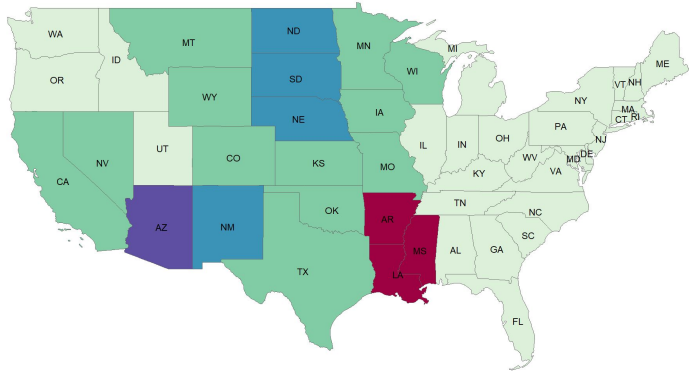 WA
MT
ND
MN
MI
ME
ID
VT
NH
OR
SD
WI
WY
NY
MA
CT
RI
NE
IA
PA
NJ
UT
IL
IN
OH
NV
CO
KS
MO
WV
MD
DE
VA
CA
KY
OK
TN
NC
AZ
NM
AR
SC
MS
AL
GA
TX
LA
FL